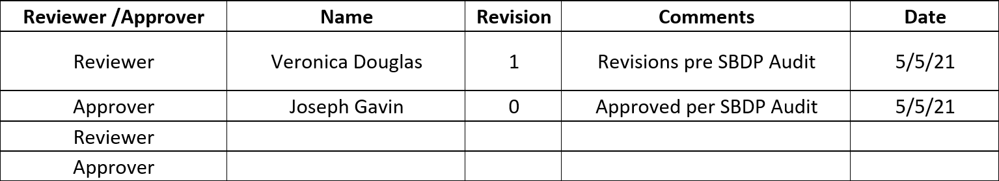 Reviewer /Approver Name Revision Comments Date
Reviewer Veronica Douglas 1 Revisions pre SBDP Audit 5/5/21
Approver Joseph Gavin 0 Approved per SBDP Audit 5/5/21
Reviewer
Approver